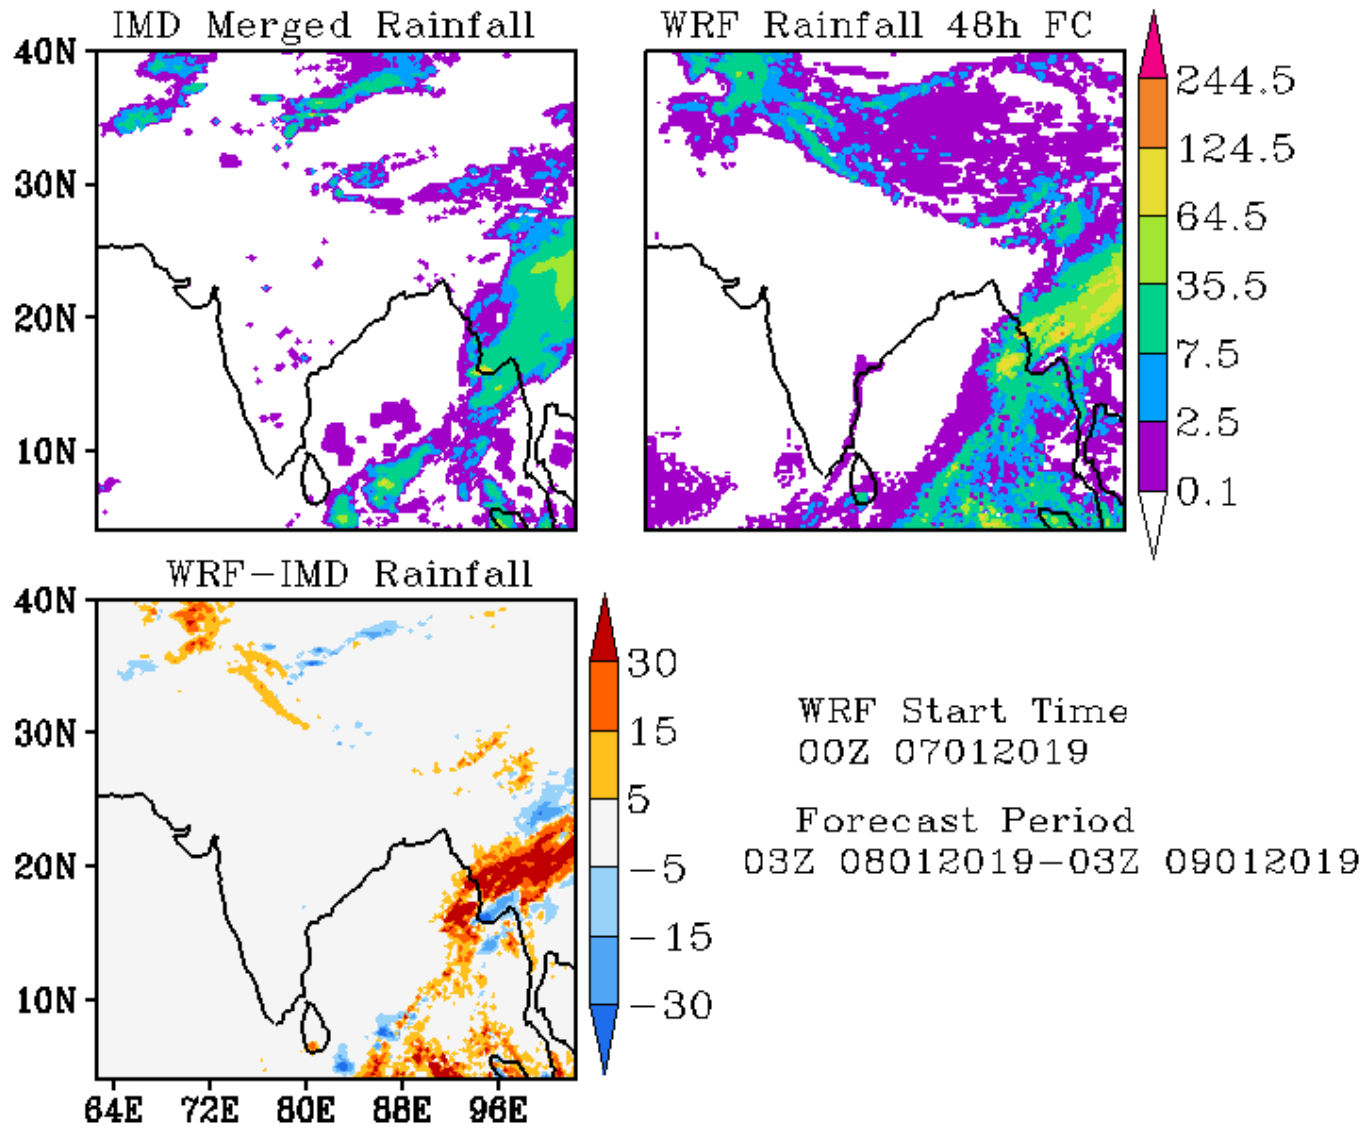 IMD Merged Rainfall
WRF Rainfall 48h FC
40N
30N
20N
10N
244.5
124.5
64.5
35.5
7.5
2.5
0.1
WRF-IMD Rainfall
40N
30N
20N
10N
64E 72E 80E 88E 96E
30
15
5
-5
-15
-30
WRF Start Time
00Z 07012019
Forecast Period
03Z 08012019-03Z 09012019